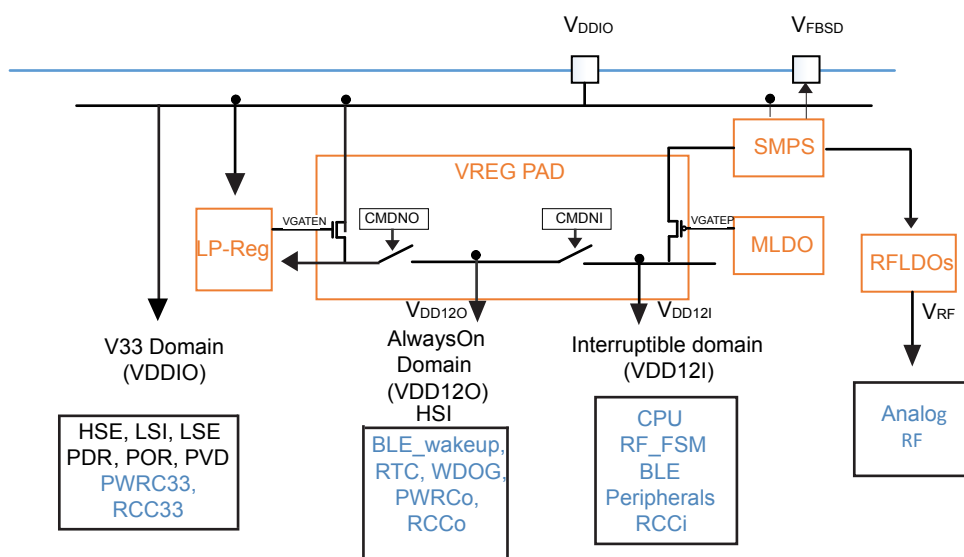 VDDIO
VFBSD
SMPS
VREG PAD
CMDNO
CMDNI
VGATEN
VGATEP
LP-Reg
MLDO
RFLDOs
VDD12O
VDD12I
VRF
V33 Domain
(VDDIO)
AlwaysOn
Domain
(VDD12O)
HSI
Interruptible domain
(VDD12I)
HSE, LSI, LSE
PDR, POR, PVD
PWRC33,
RCC33
BLE_wakeup,
RTC, WDOG,
PWRCo,
RCCo
CPU
RF_FSM
BLE
Peripherals
RCCi
Analog
RF